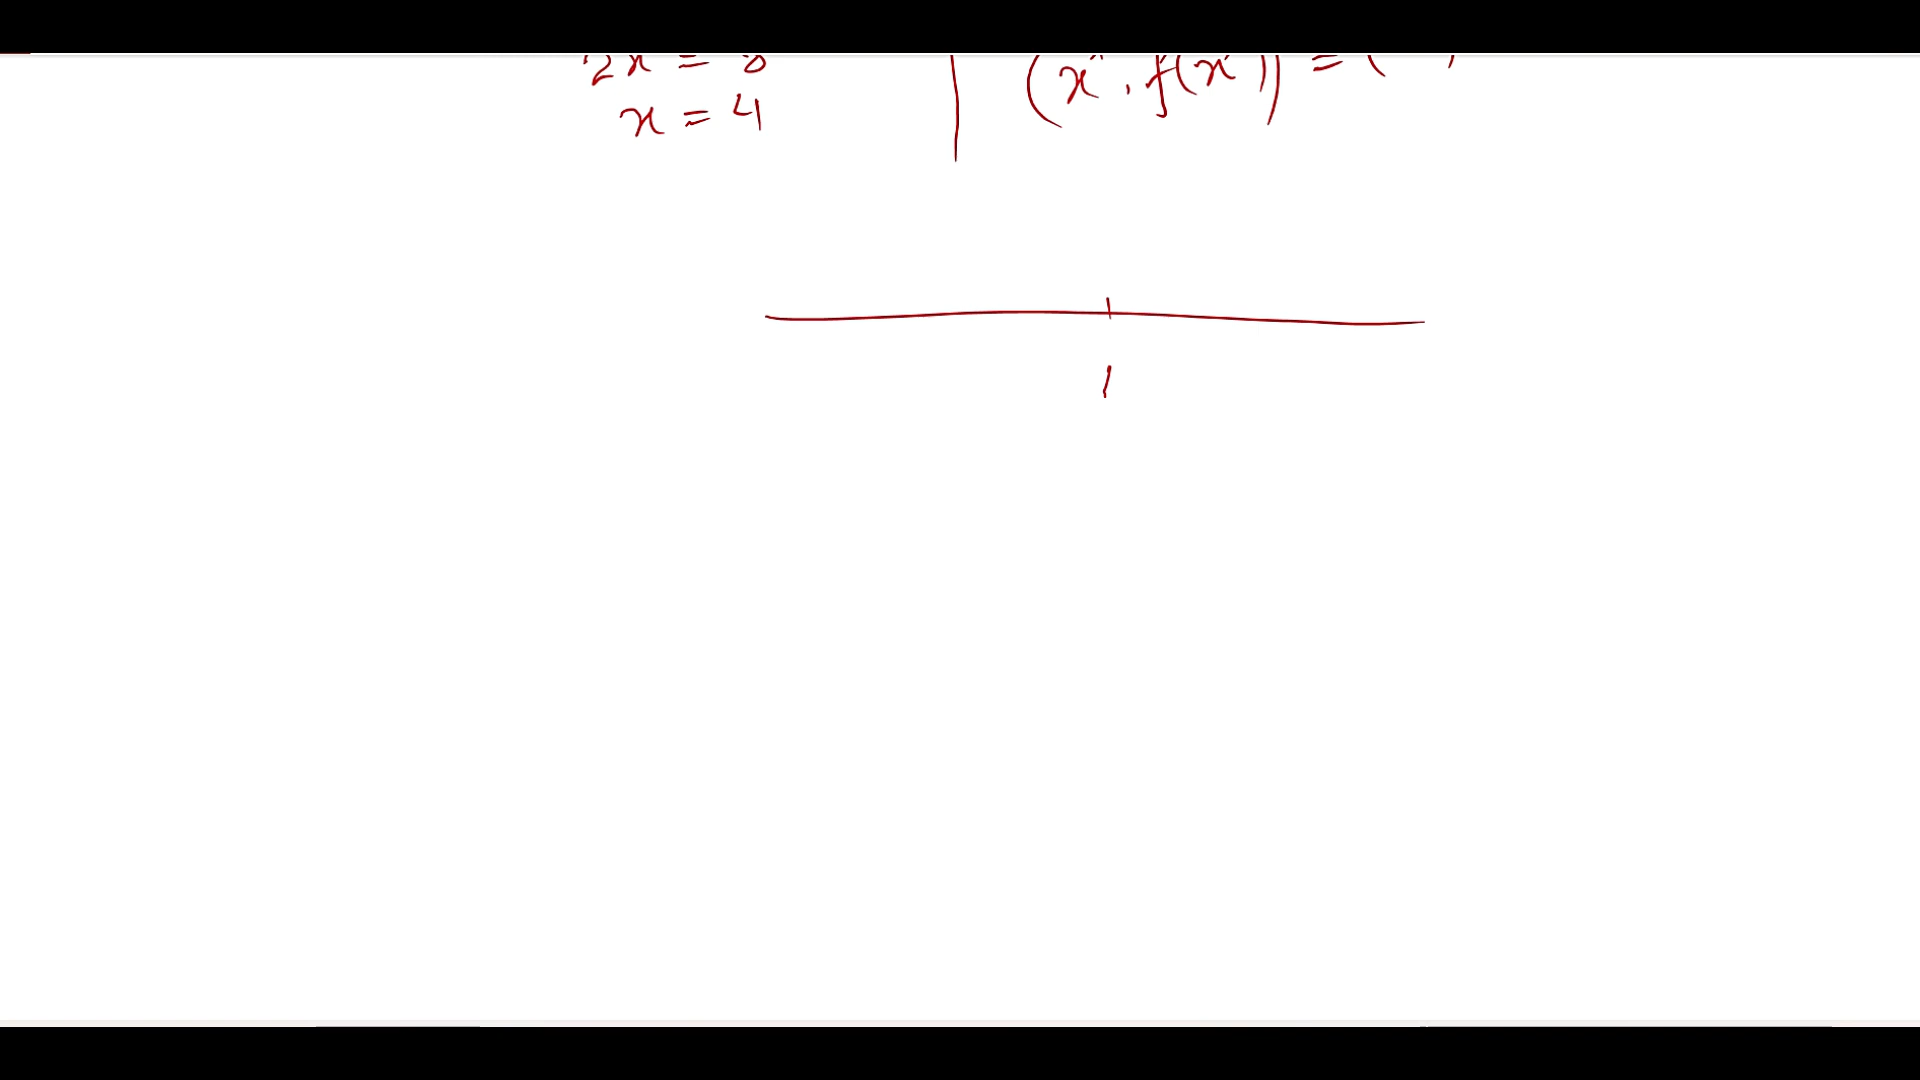 2x = 8
x = 4
(x*, f(x*)) = (
1